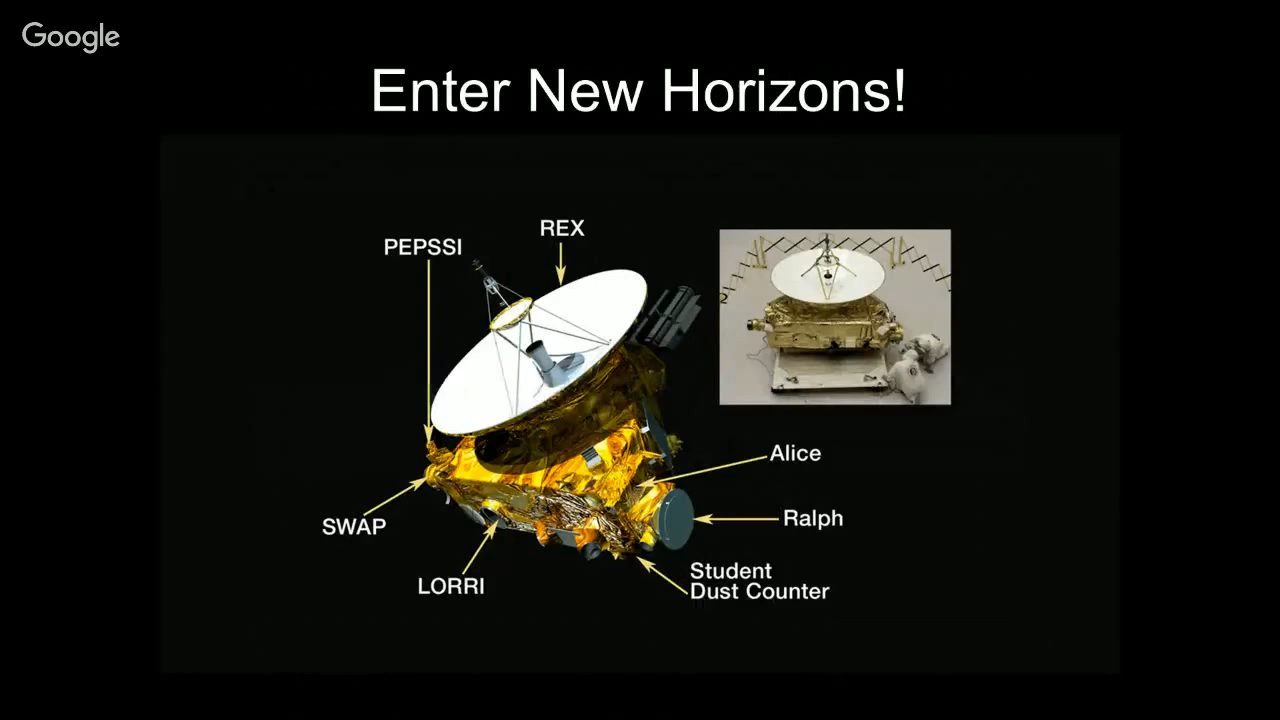 Google
Enter New Horizons!
REX
PEPSSI
Alice
Ralph
SWAP
LORRI
Student
Dust Counter